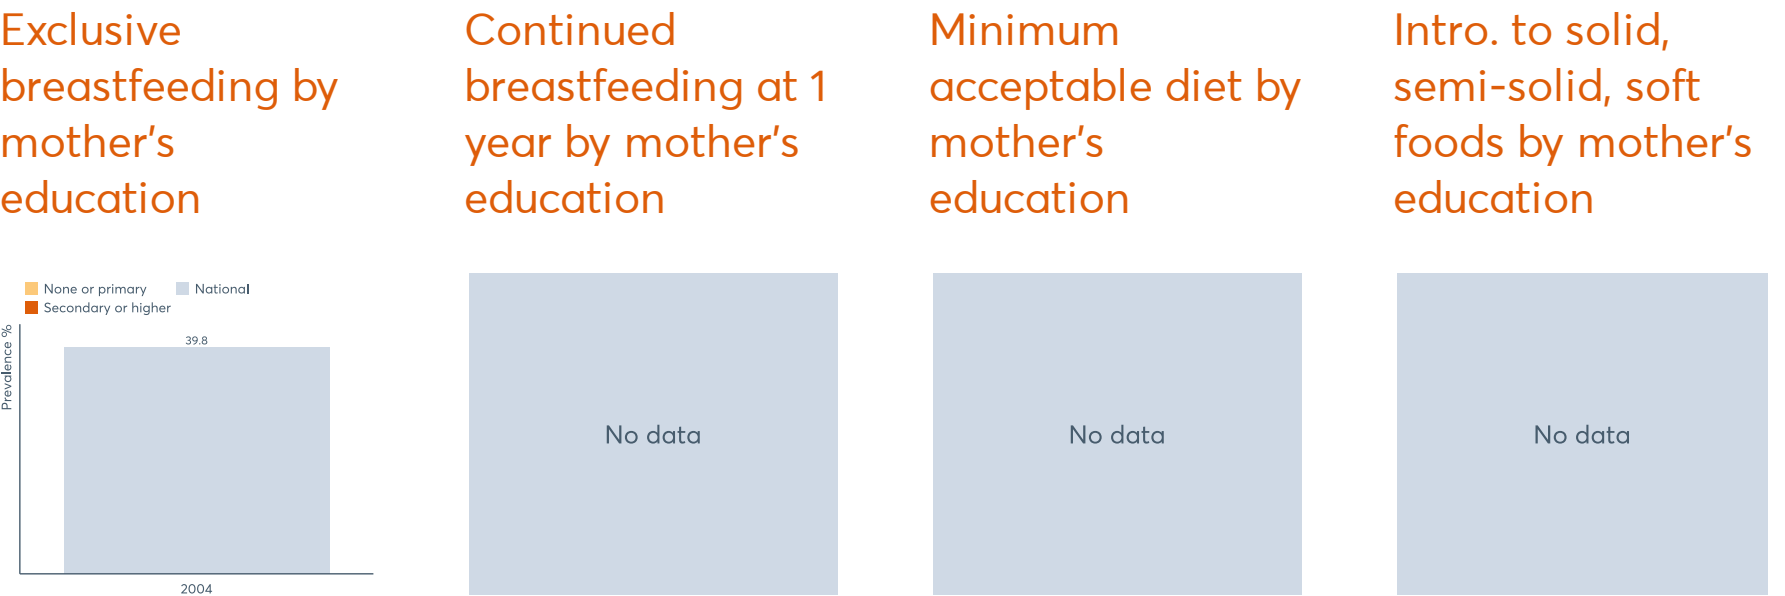 Exclusive
breastfeeding by
mother's
education
Continued
breastfeeding at 1
year by mother's
education
Minimum
acceptable diet by
mother's
education
Intro. to solid,
semi-solid, soft
foods by mother's
education
None or primary
National
Secondary or higher
Prevalence %
39.8
2004
No data
No data
No data